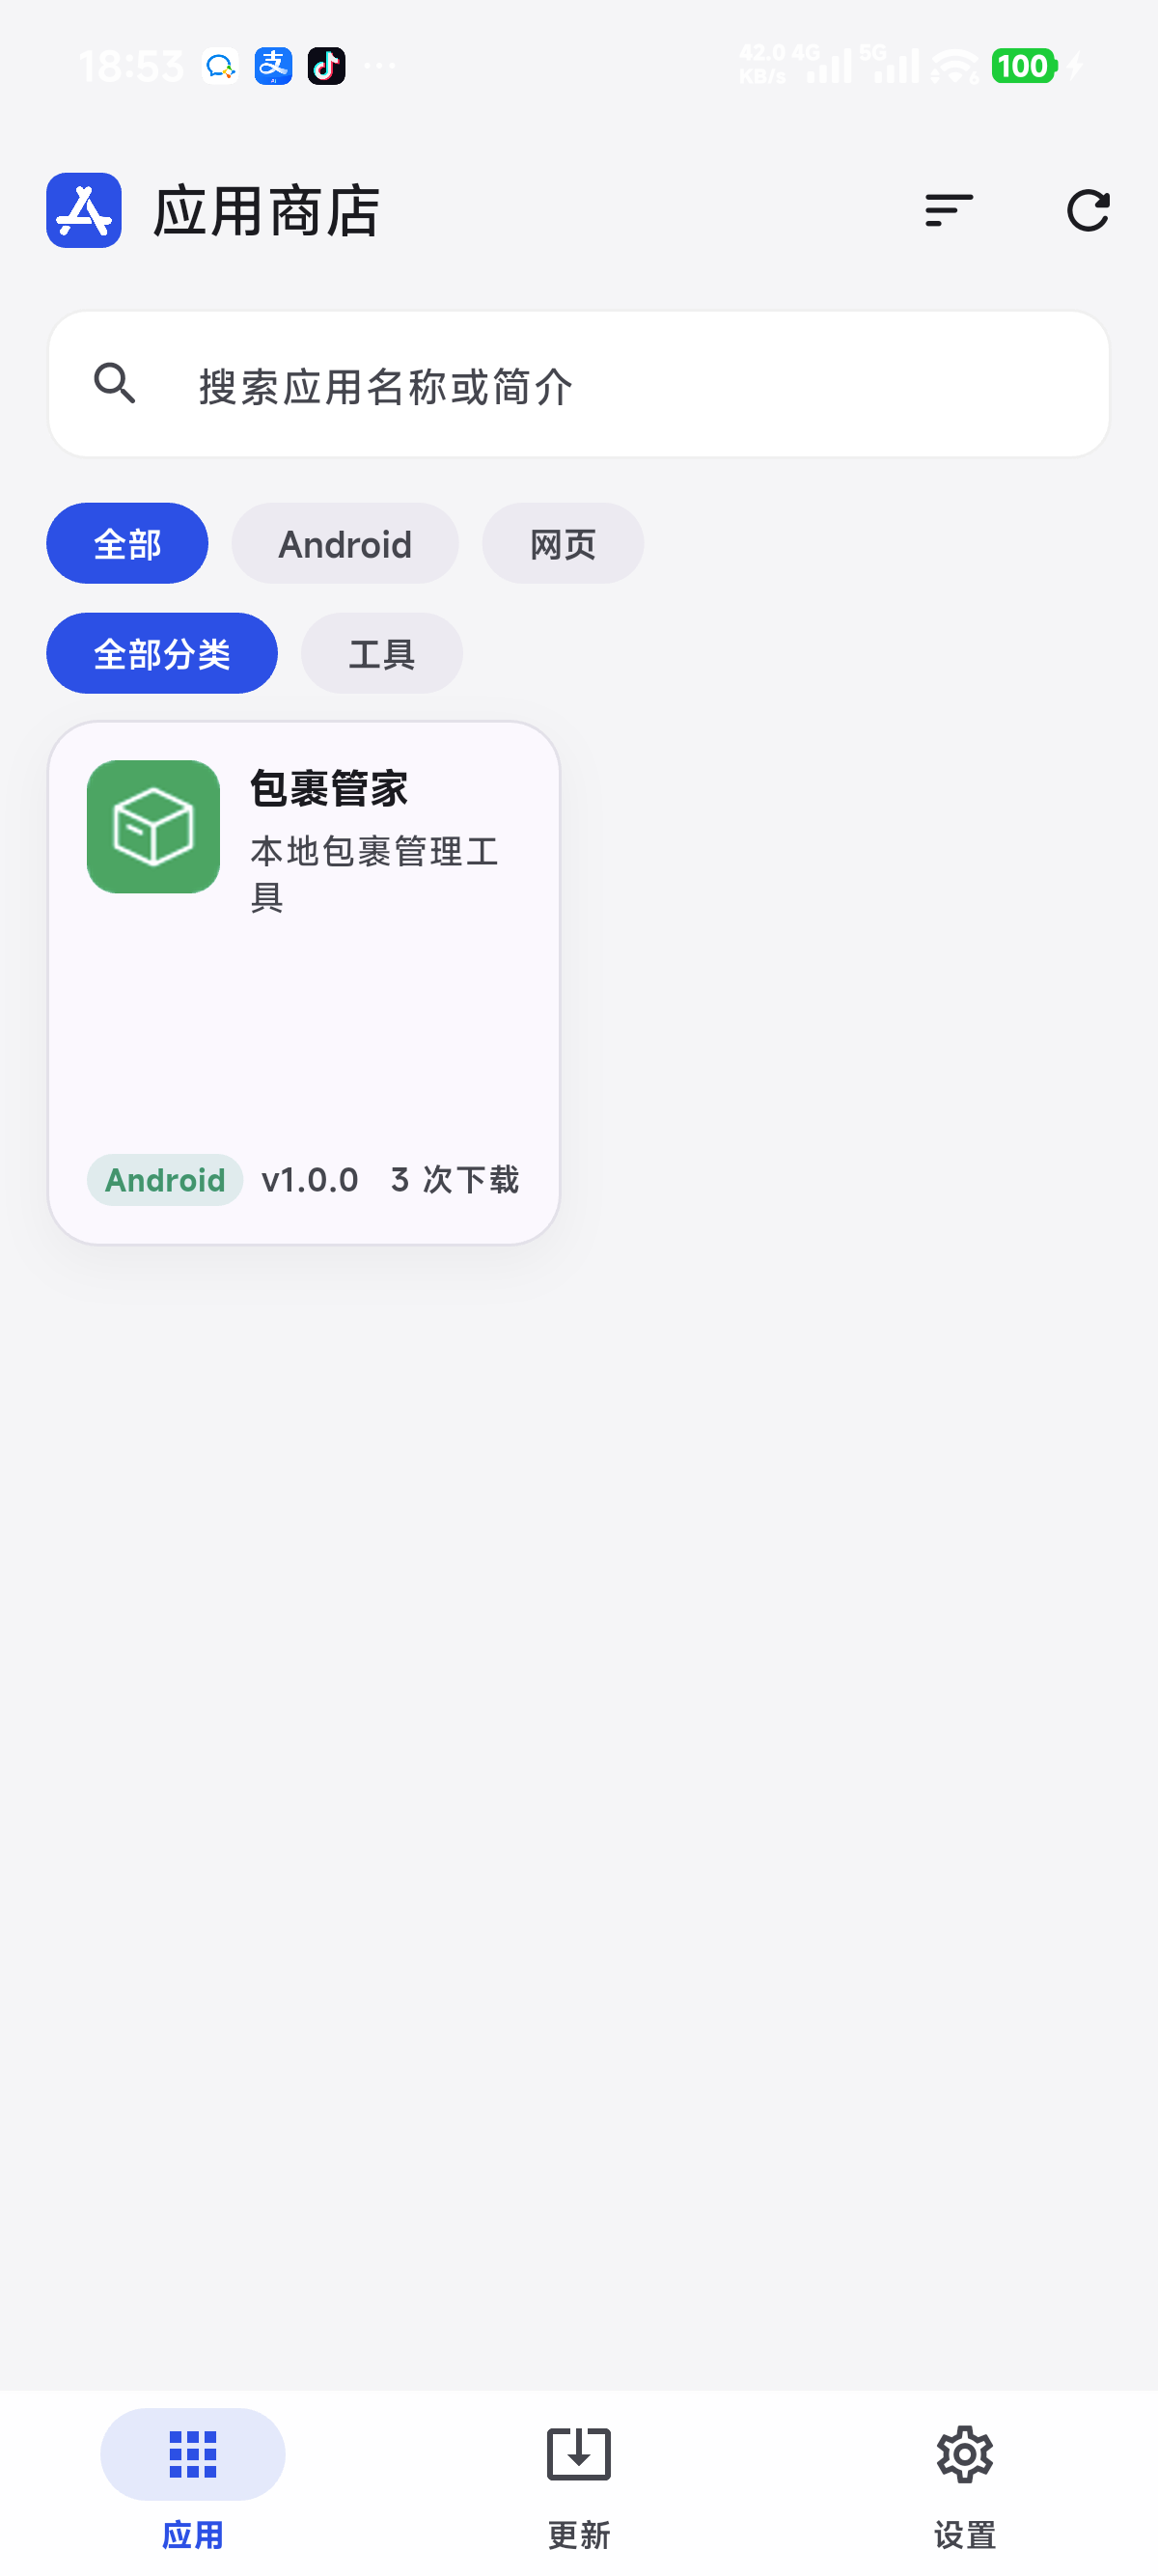 18:53
42.0 4G 5G
KB/s
100
应用商店
搜索应用名称或简介
全部 Android 网页
全部分类 工具
包裹管家
本地包裹管理工
具
Android v1.0.0 3 次下载
应用 更新 设置